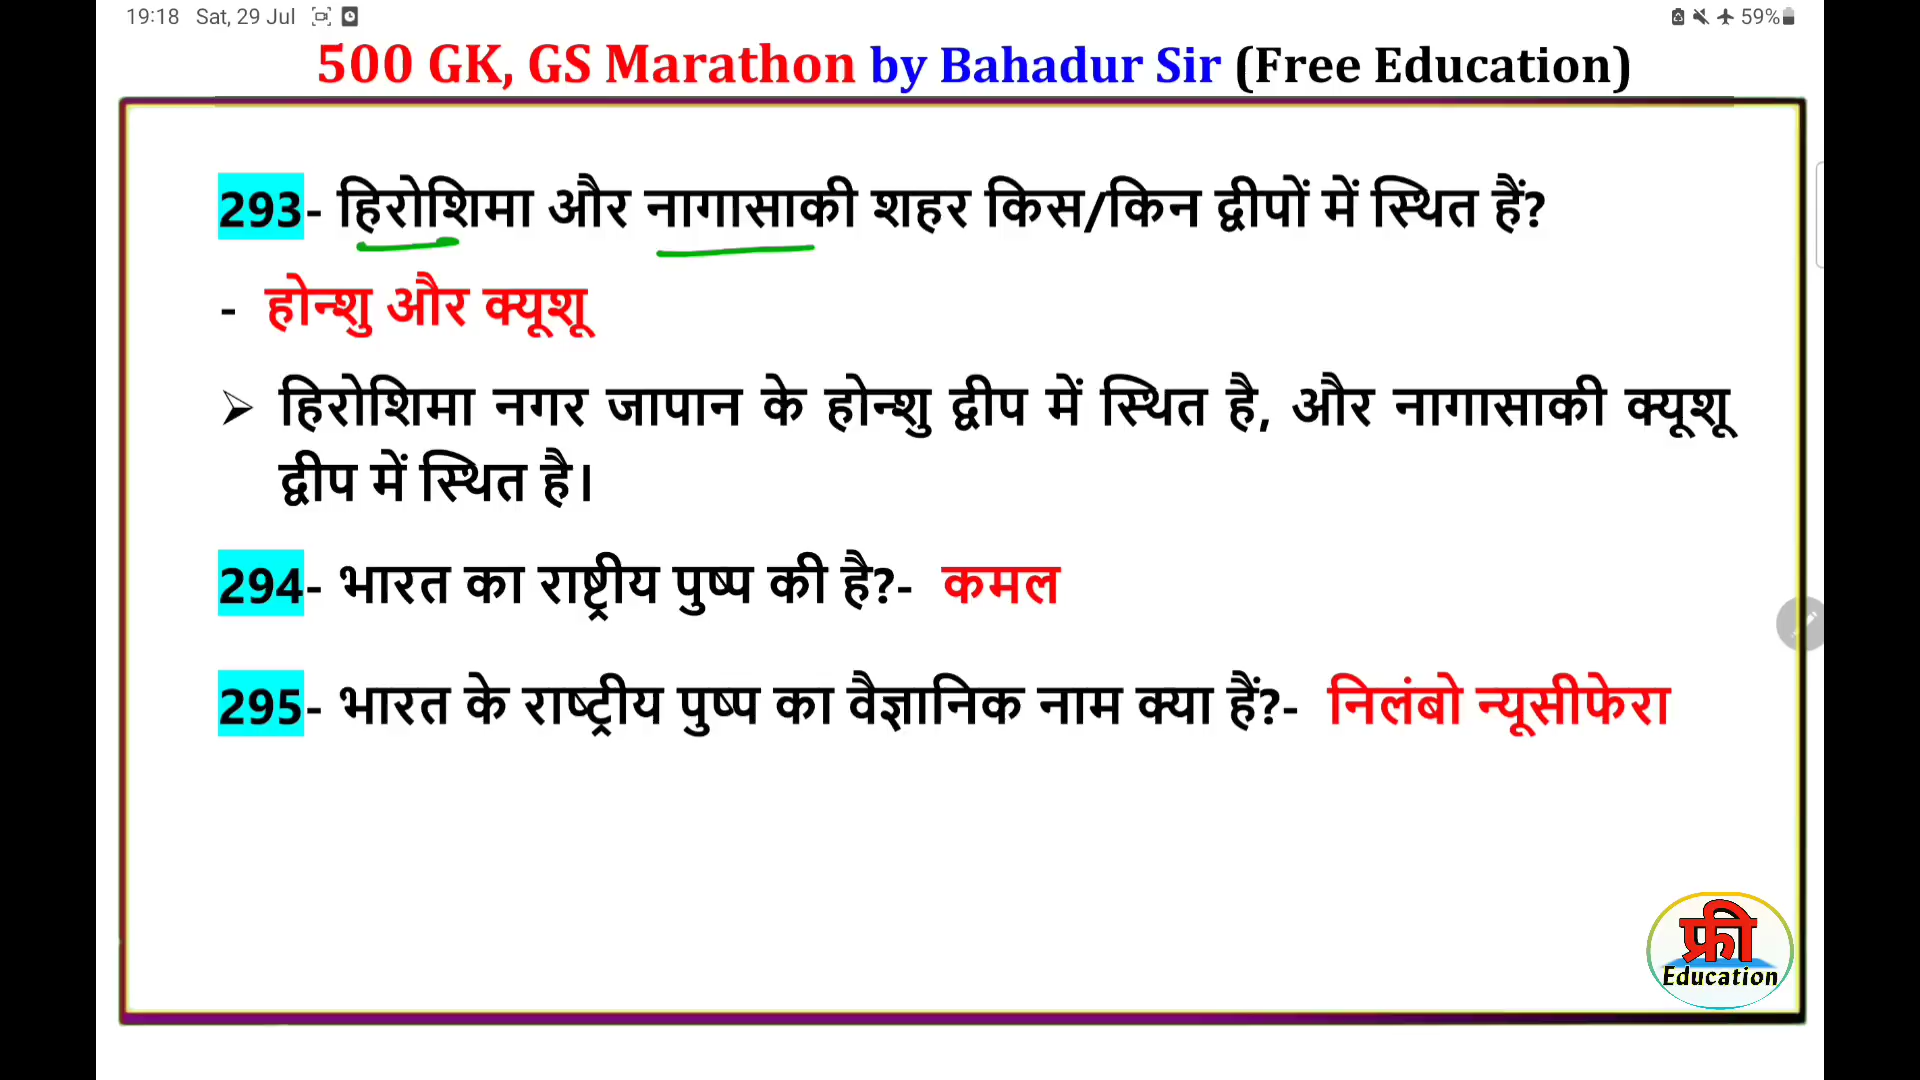 19:18 Sat, 29 Jul 59%
500 GK, GS Marathon by Bahadur Sir (Free Education)
293- हिरोशिमा और नागासाकी शहर किस/किन द्वीपों में स्थित हैं?
- होन्शु और क्यूशू
➢ हिरोशिमा नगर जापान के होन्शु द्वीप में स्थित है, और नागासाकी क्यूशू
द्वीप में स्थित है।
294- भारत का राष्ट्रीय पुष्प की है?- कमल
295- भारत के राष्ट्रीय पुष्प का वैज्ञानिक नाम क्या हैं?- निलंबो न्यूसीफेरा
फ्री
Education